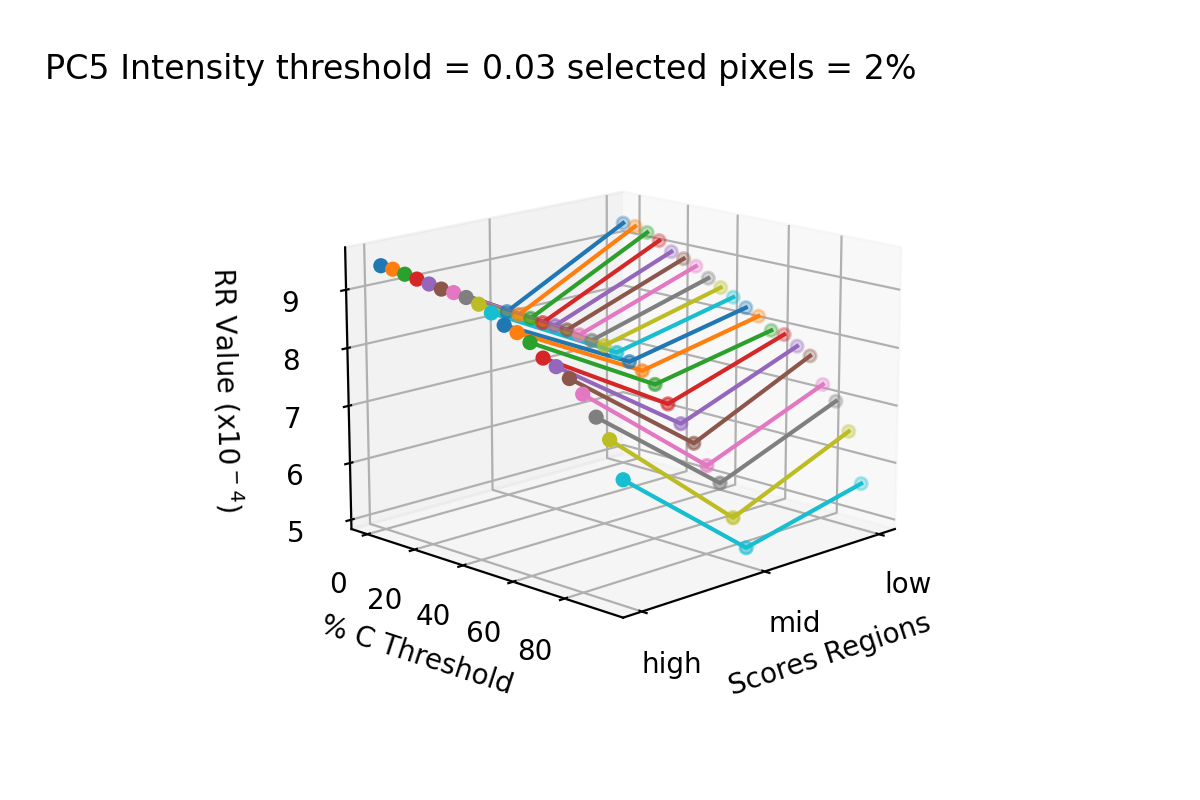 PC5 Intensity threshold = 0.03 selected pixels = 2%
RR Value (x10⁻⁴)
9
8
7
6
5
0
20
40
60
80
% C Threshold
high
mid
low
Scores Regions